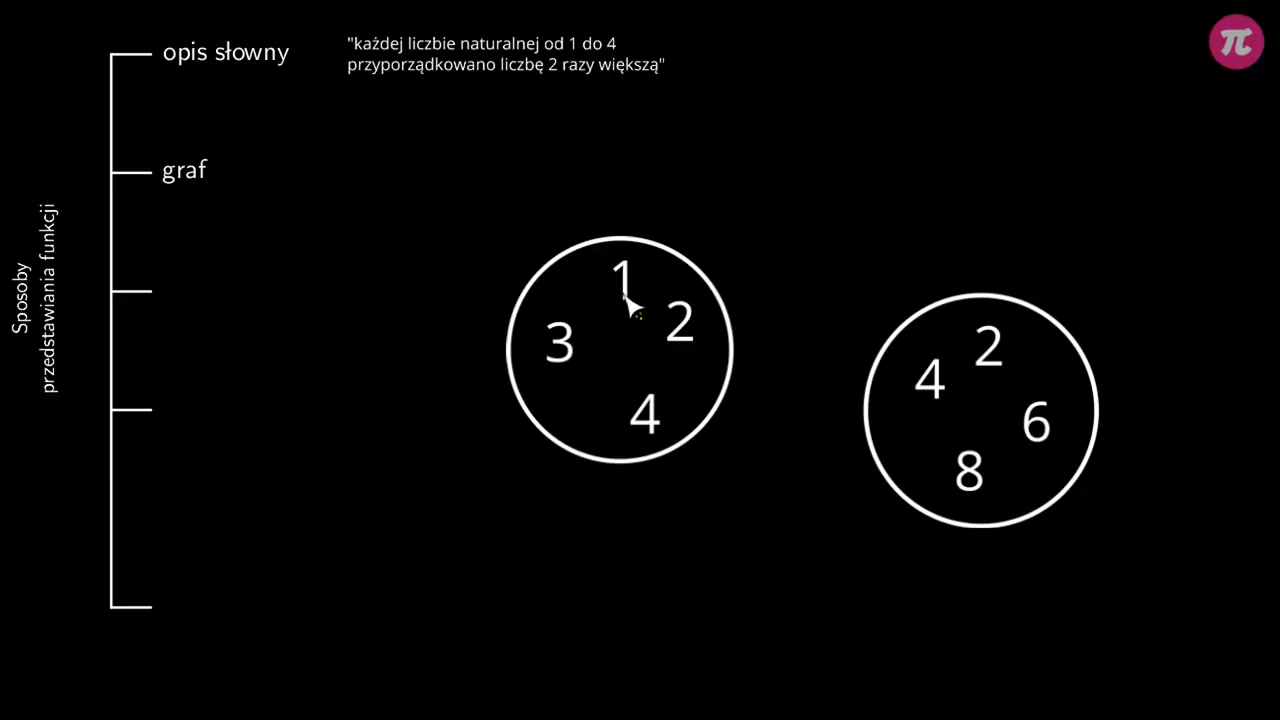 opis słowny
"każdej liczbie naturalnej od 1 do 4
przyporządkowano liczbę 2 razy większą"
graf
Sposoby
przedstawiania funkcji
1
2
3
4
2
4
6
8
π